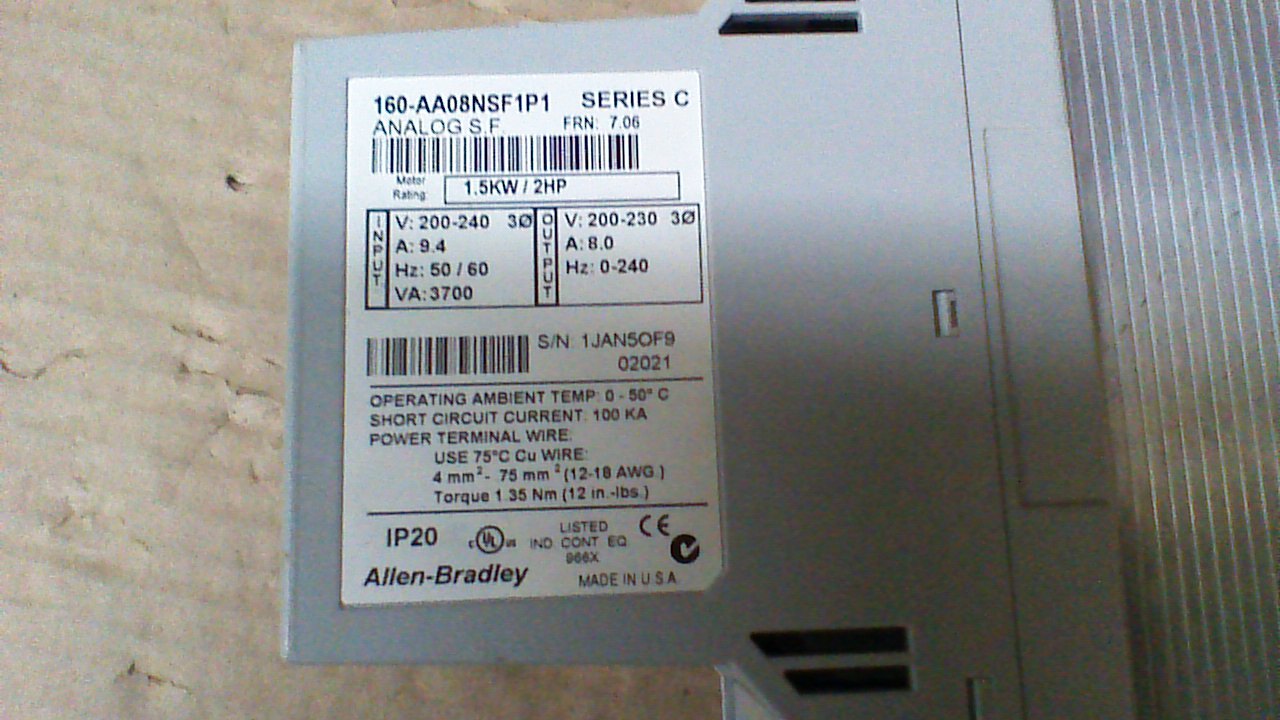 160-AA08NSF1P1 SERIES C
ANALOG S.F. FRN: 7.06
Motor Rating: 1.5KW / 2HP
INPUT
V: 200-240 3Ø
A: 9.4
Hz: 50 / 60
VA: 3700
OUTPUT
V: 200-230 3Ø
A: 8.0
Hz: 0-240
S/N 1JAN5OF9
02021
OPERATING AMBIENT TEMP: 0 - 50° C
SHORT CIRCUIT CURRENT: 100 KA
POWER TERMINAL WIRE:
USE 75°C Cu WIRE:
4 mm² - .75 mm² (12-18 AWG.)
Torque 1.35 Nm (12 in.-lbs.)
IP20
c UL us
LISTED
IND. CONT. EQ.
966X
CE
Allen-Bradley
MADE IN U.S.A.